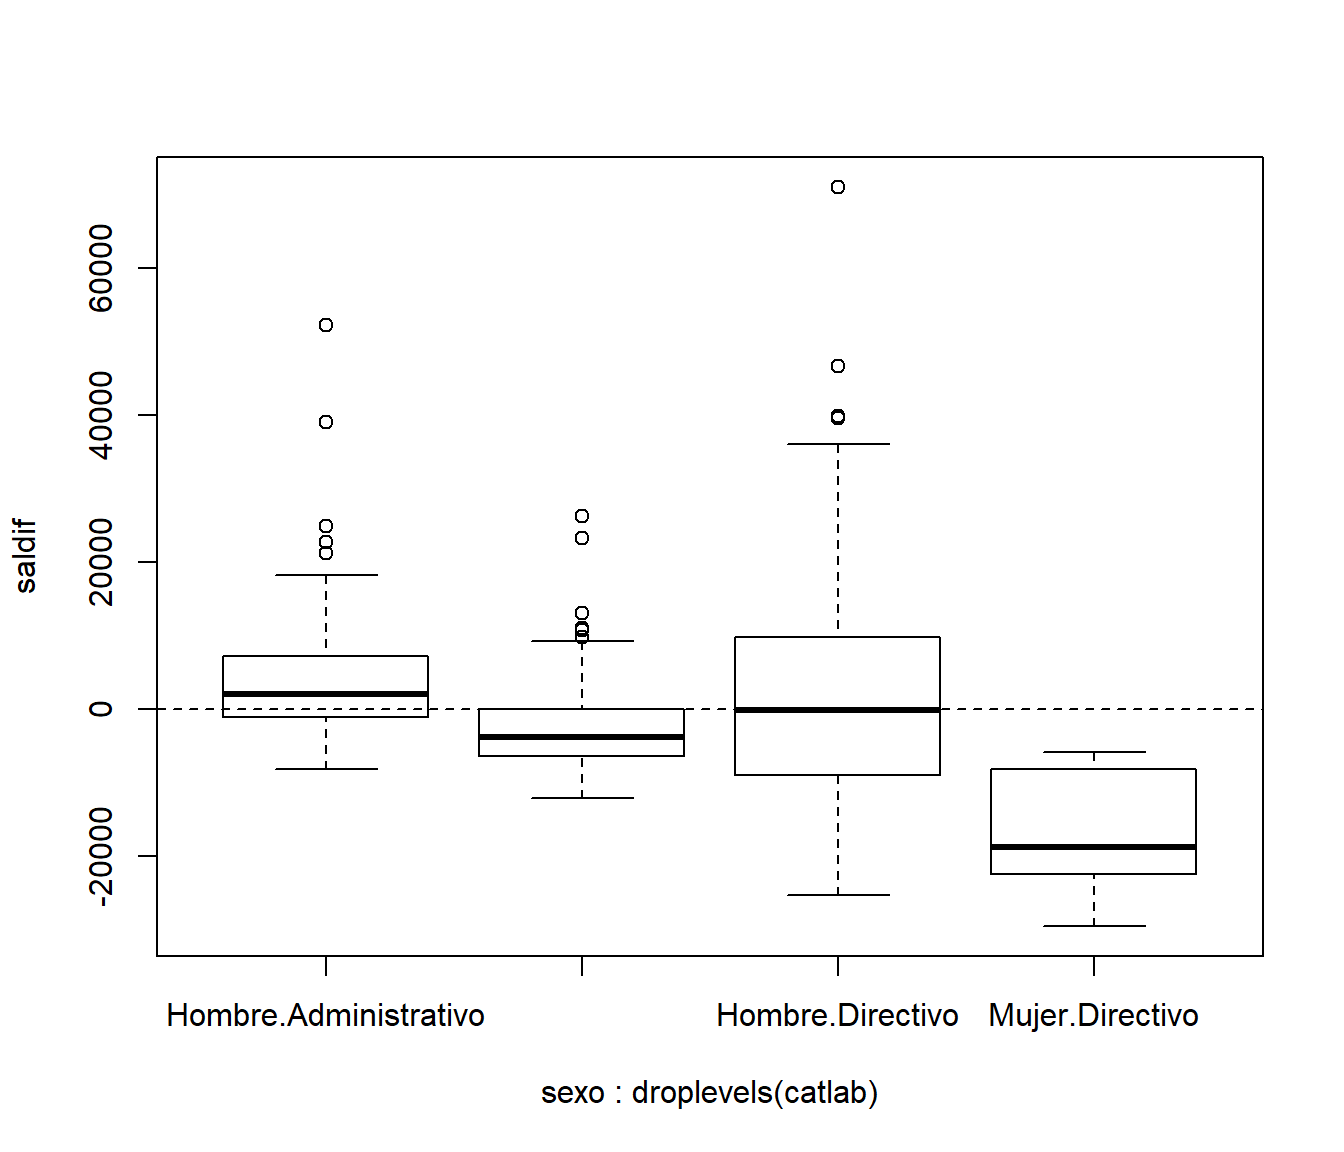 saldif
60000
40000
20000
0
-20000
Hombre.Administrativo Hombre.Directivo Mujer.Directivo
sexo : droplevels(catlab)